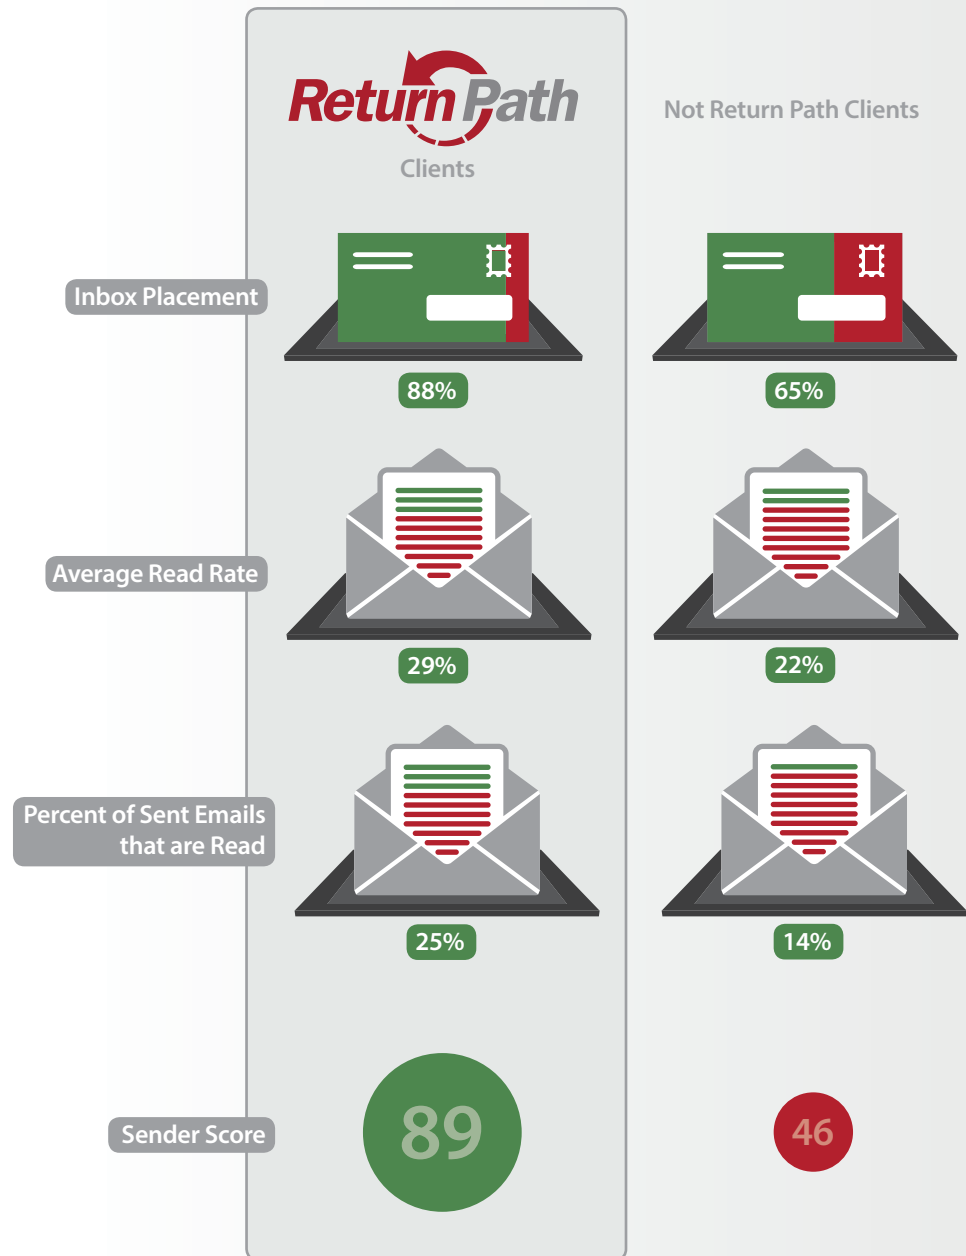 Return Path
Clients
Not Return Path Clients
Inbox Placement
88%
65%
Average Read Rate
29%
22%
Percent of Sent Emails
that are Read
25%
14%
Sender Score
89
46